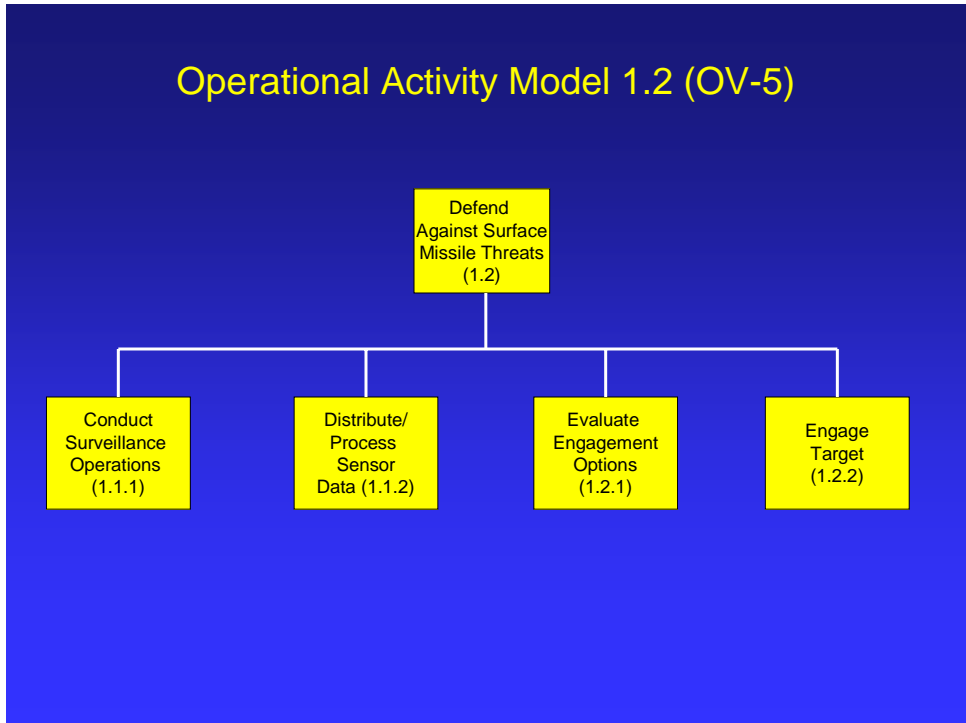 Operational Activity Model 1.2 (OV-5)
Defend
Against Surface
Missile Threats
(1.2)
Conduct
Surveillance
Operations
(1.1.1)
Distribute/
Process
Sensor
Data (1.1.2)
Evaluate
Engagement
Options
(1.2.1)
Engage
Target
(1.2.2)